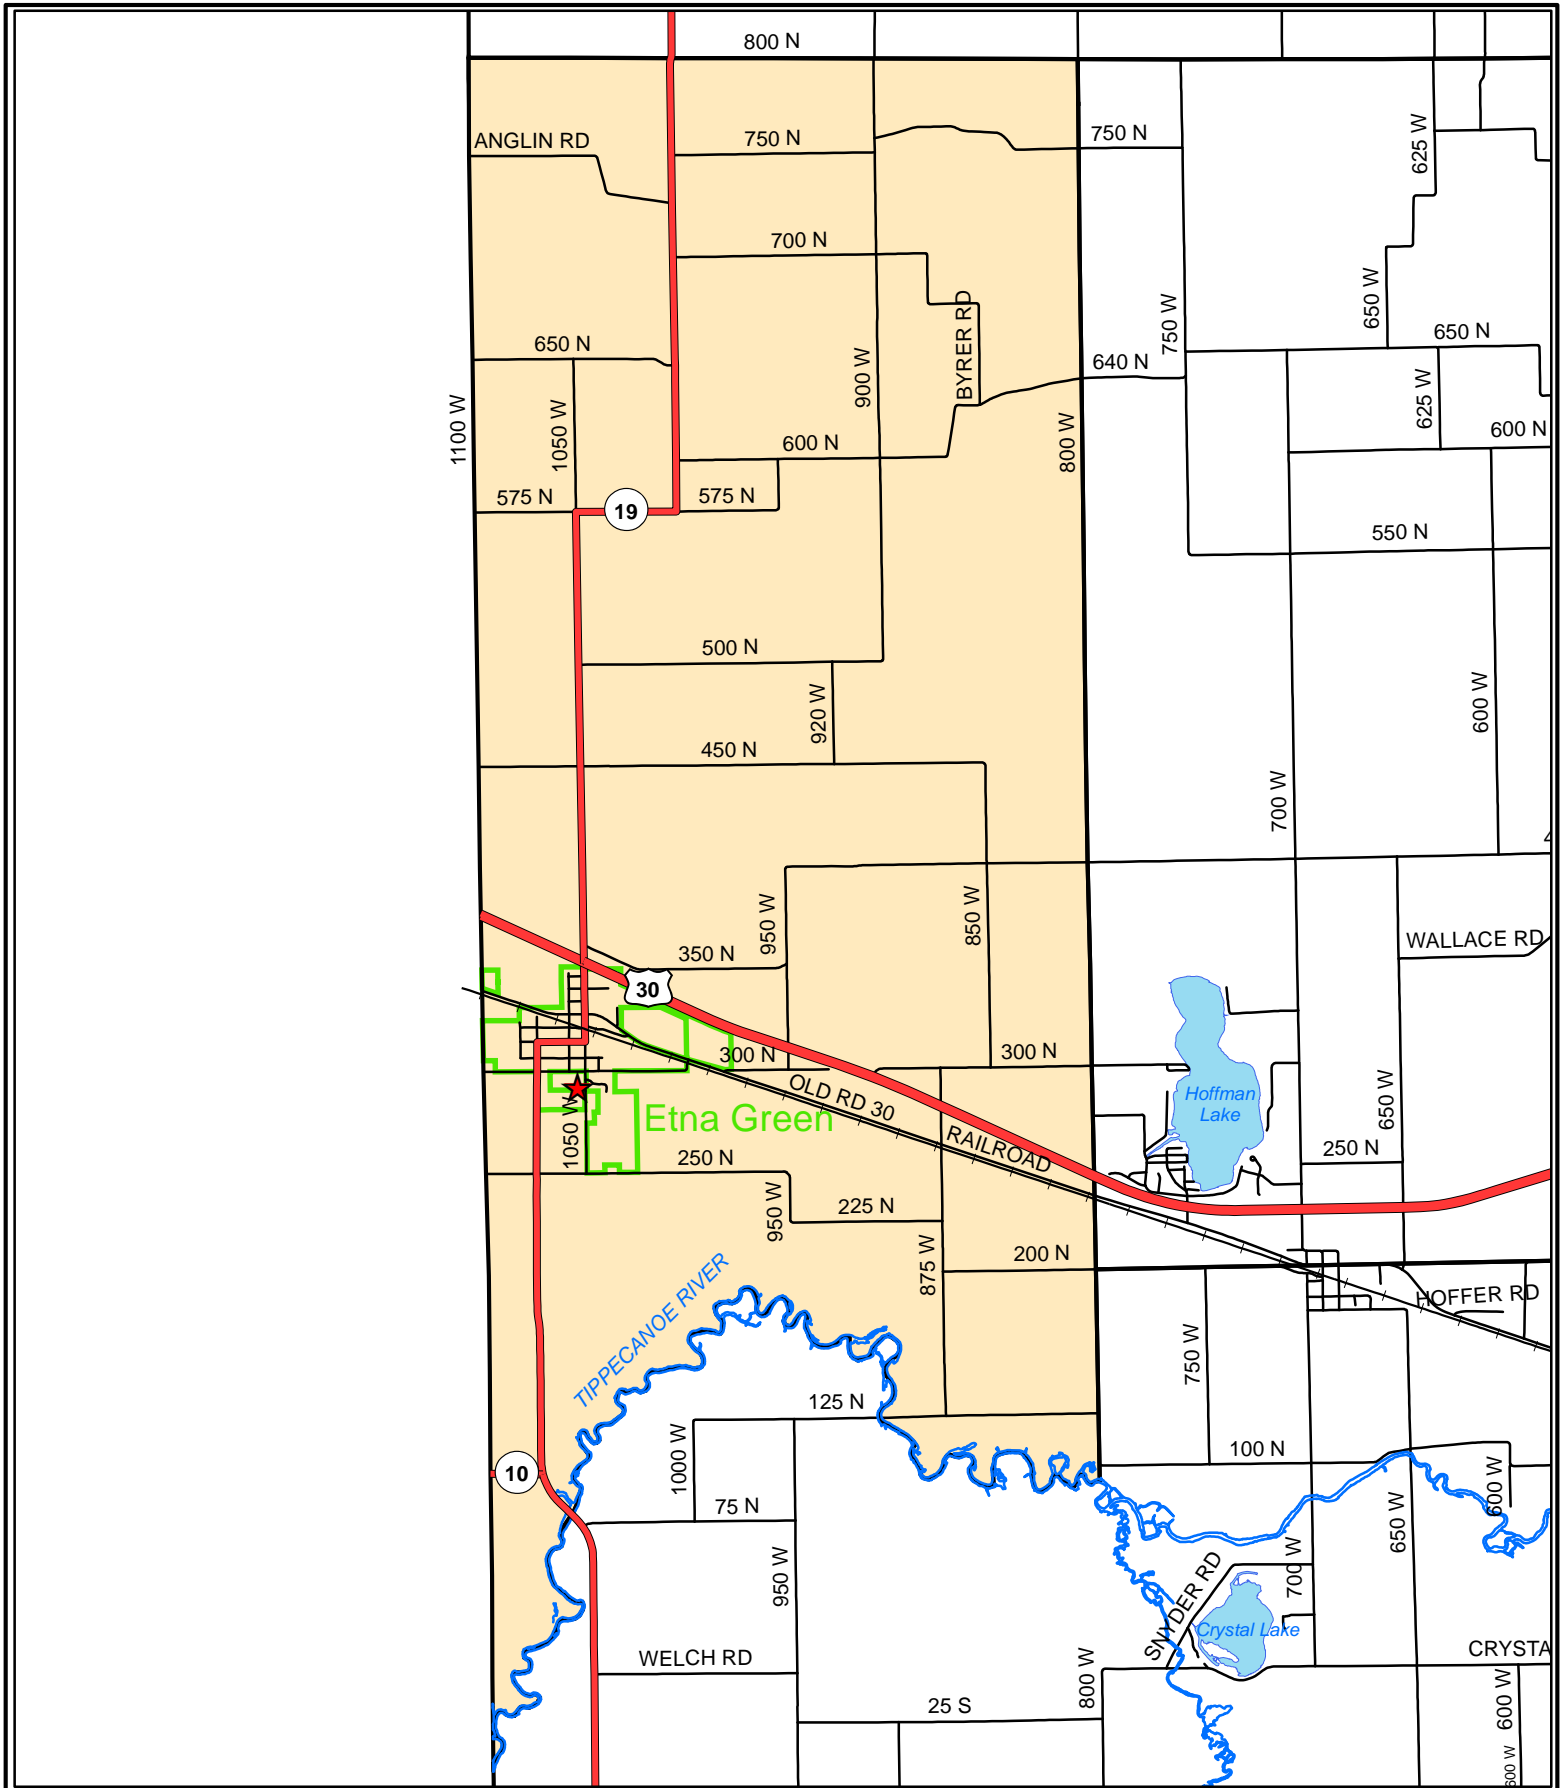 800 N
ANGLIN RD
750 N
750 N
625 W
700 N
BYRER RD
750 W
650 W
650 N
650 N
640 N
900 W
625 W
1100 W
1050 W
800 W
600 N
600 N
575 N
19
575 N
550 N
500 N
920 W
600 W
450 N
700 W
950 W
850 W
350 N
WALLACE RD
30
300 N
300 N
OLD RD 30
Hoffman
Lake
650 W
Etna Green
1050 W
RAILROAD
250 N
250 N
950 W
225 N
875 W
200 N
TIPPECANOE RIVER
HOFFER RD
750 W
125 N
1000 W
100 N
10
600 W
75 N
650 W
950 W
700 W
SNYDER RD
Crystal Lake
WELCH RD
CRYSTA
800 W
600 W
25 S
600 W